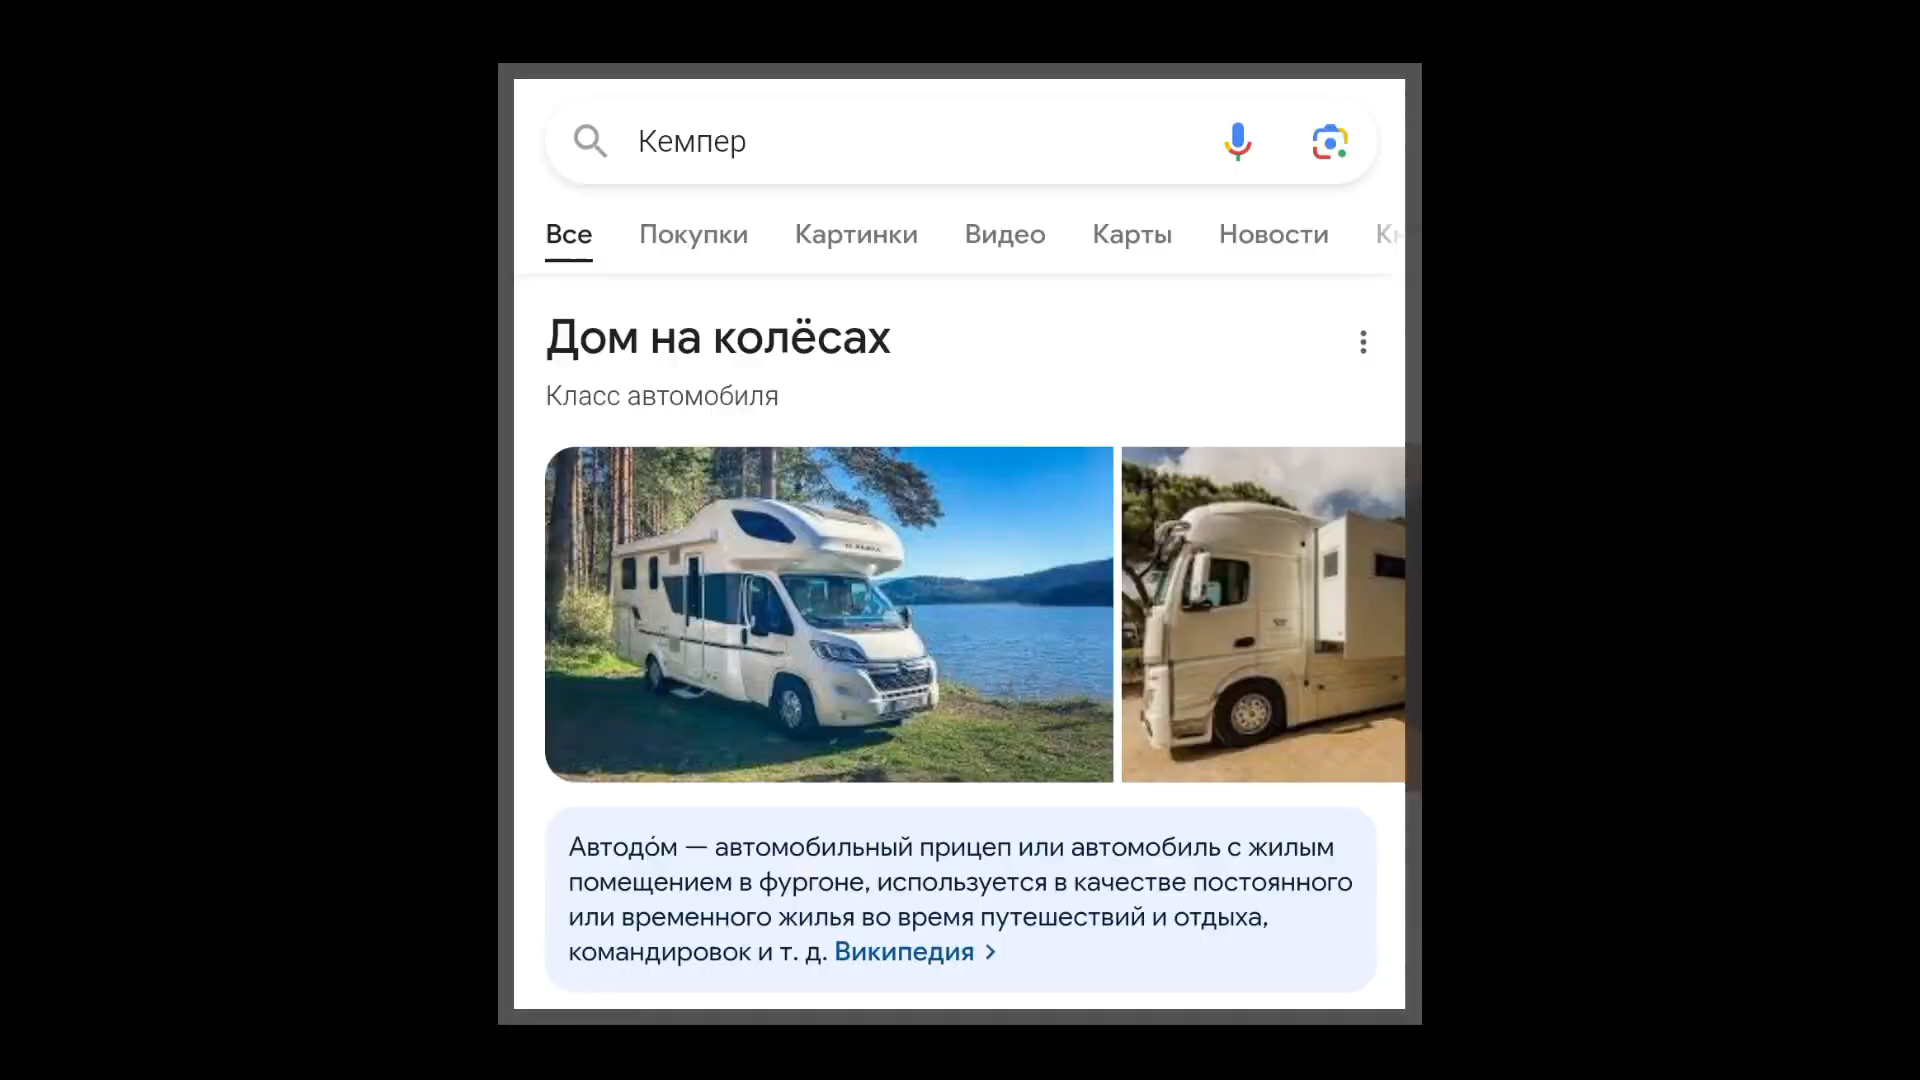 Кемпер
Все Покупки Картинки Видео Карты Новости
Дом на колёсах
Класс автомобиля
Автодо́м — автомобильный прицеп или автомобиль с жилым
помещением в фургоне, используется в качестве постоянного
или временного жилья во время путешествий и отдыха,
командировок и т. д. Википедия >